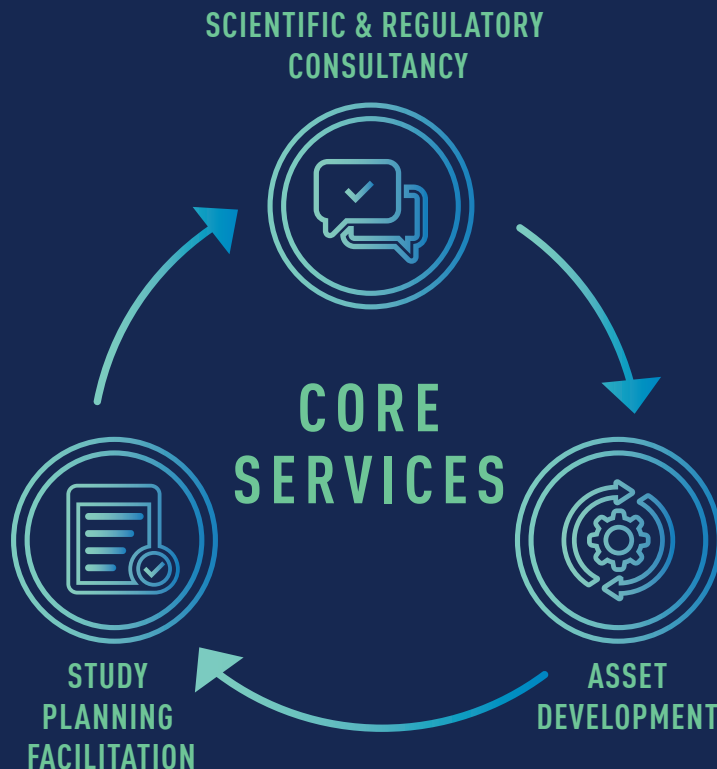 SCIENTIFIC & REGULATORY
CONSULTANCY
CORE
SERVICES
STUDY
PLANNING
FACILITATION
ASSET
DEVELOPMENT